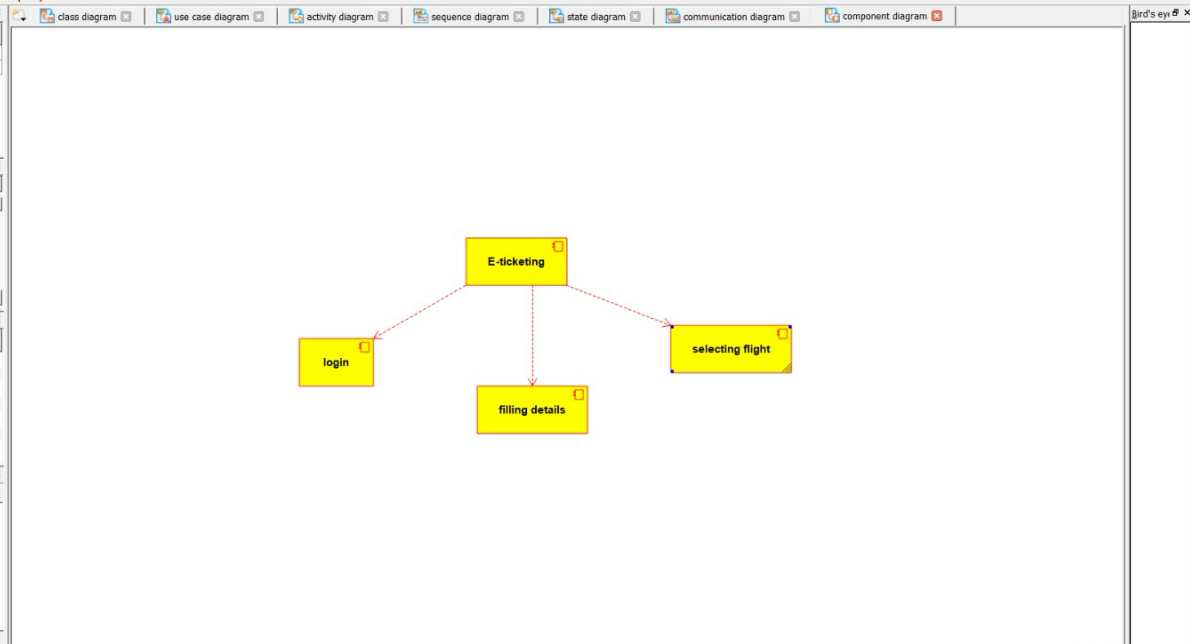 class diagram
use case diagram
activity diagram
sequence diagram
state diagram
communication diagram
component diagram
Bird's eye
E-ticketing
login
selecting flight
filling details